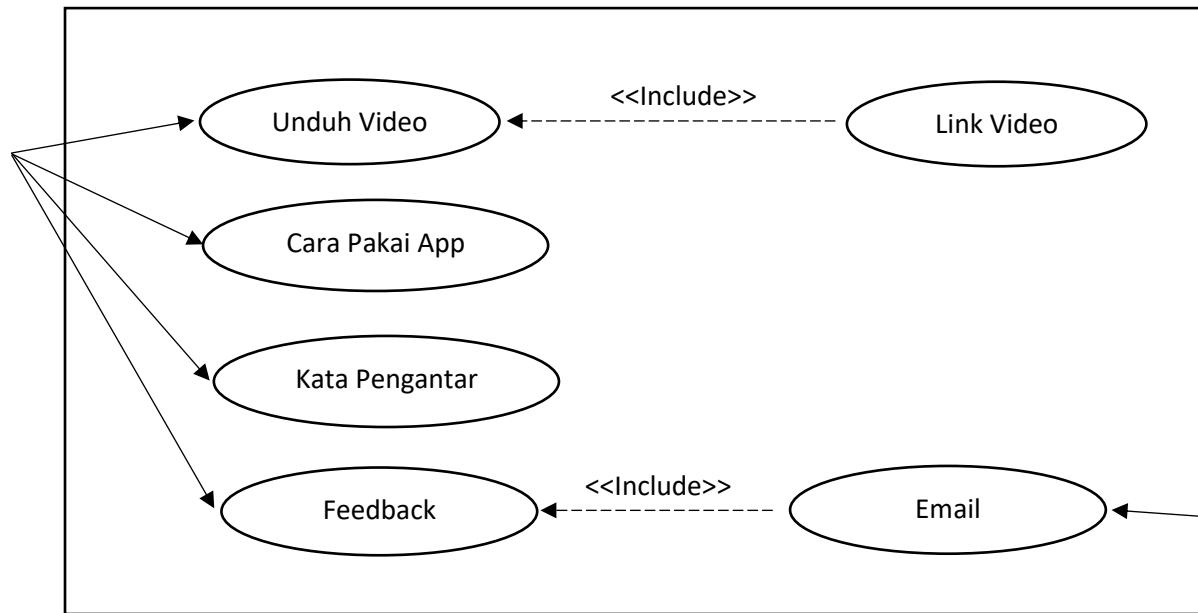 <<Include>>
Unduh Video
Link Video
Cara Pakai App
Kata Pengantar
<<Include>>
Feedback
Email